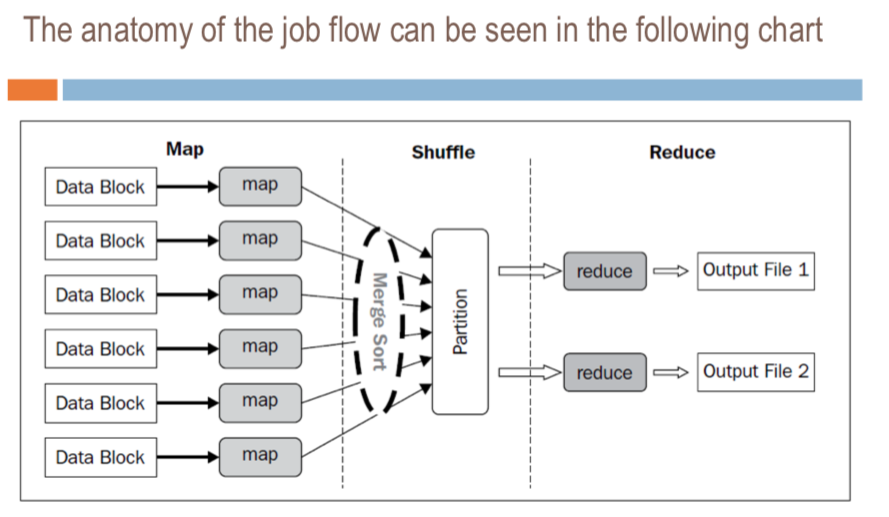 The anatomy of the job flow can be seen in the following chart
Map
Shuffle
Reduce
Data Block
map
Data Block
map
Data Block
map
Data Block
map
Data Block
map
Data Block
map
Merge Sort
Partition
reduce
Output File 1
reduce
Output File 2